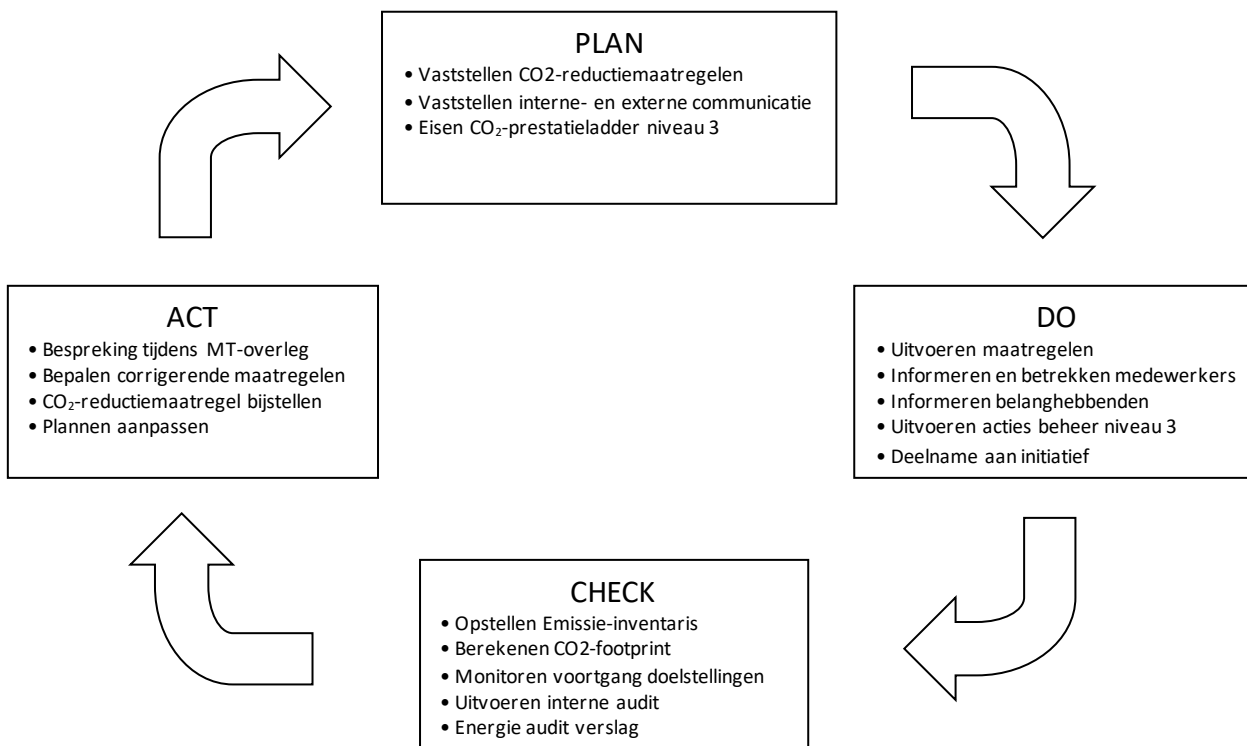 PLAN
• Vaststellen CO2-reductiemaatregelen
• Vaststellen interne- en externe communicatie
• Eisen CO₂-prestatieladder niveau 3
ACT
• Bespreking tijdens MT-overleg
• Bepalen corrigerende maatregelen
• CO₂-reductiemaatregel bijstellen
• Plannen aanpassen
DO
• Uitvoeren maatregelen
• Informeren en betrekken medewerkers
• Informeren belanghebbenden
• Uitvoeren acties beheer niveau 3
• Deelname aan initiatief
CHECK
• Opstellen Emissie-inventaris
• Berekenen CO2-footprint
• Monitoren voortgang doelstellingen
• Uitvoeren interne audit
• Energie audit verslag